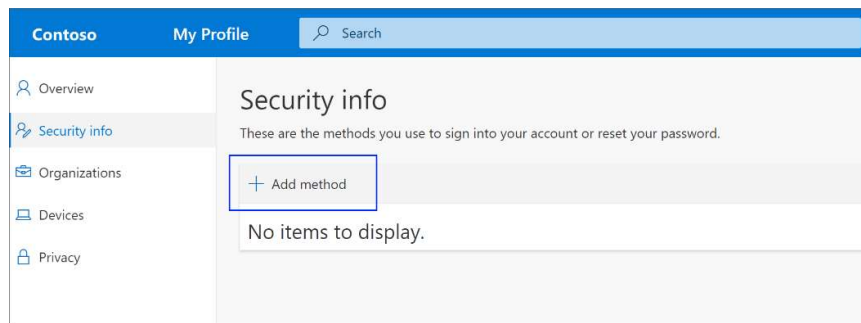 Contoso
My Profile
Search
Overview
Security info
Organizations
Devices
Privacy
Security info
These are the methods you use to sign into your account or reset your password.
Add method
No items to display.